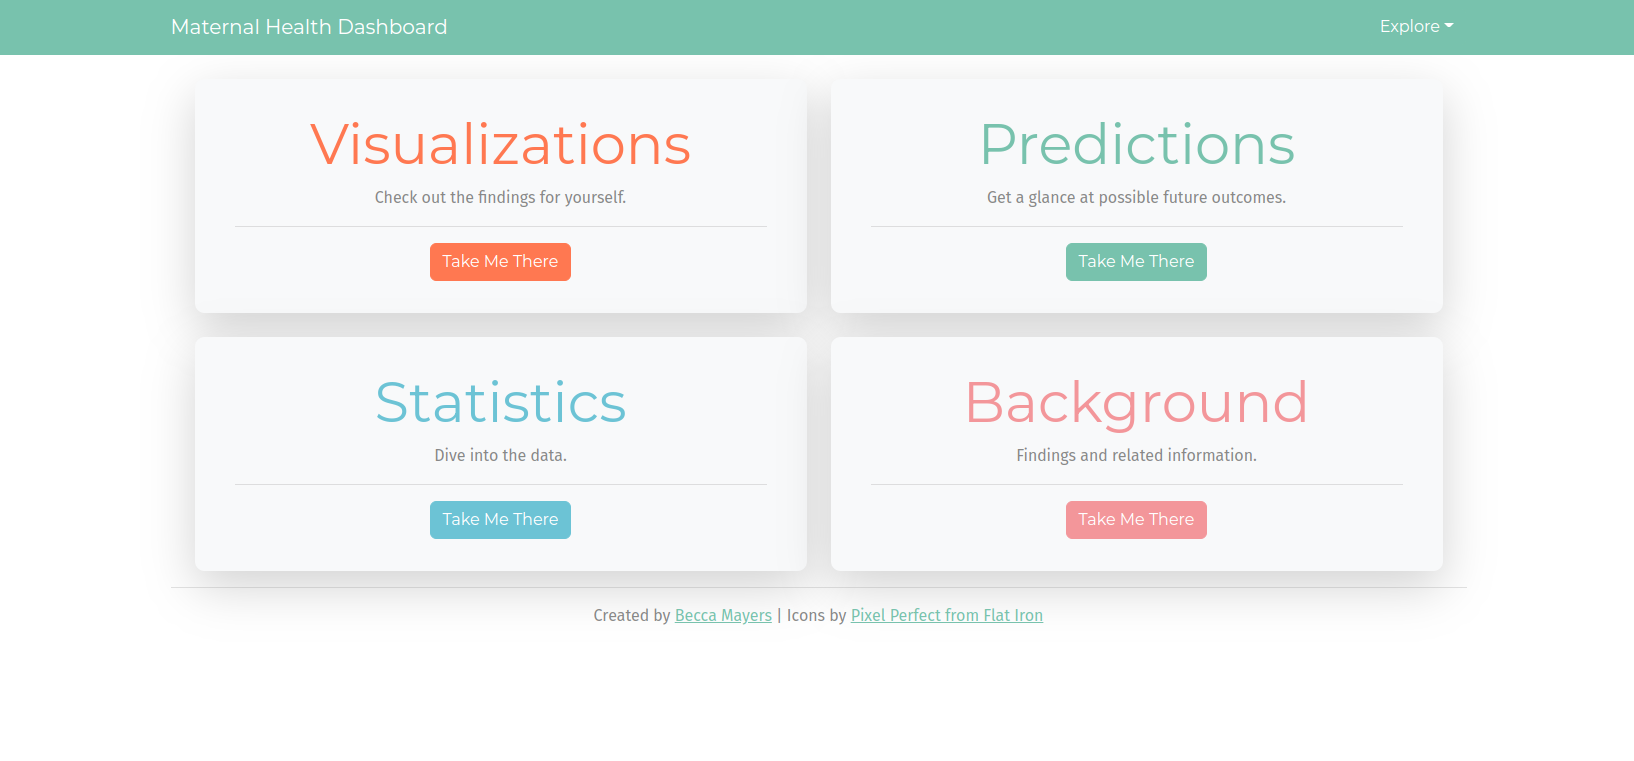 Maternal Health Dashboard
Explore
Visualizations
Check out the findings for yourself.
Take Me There
Predictions
Get a glance at possible future outcomes.
Take Me There
Statistics
Dive into the data.
Take Me There
Background
Findings and related information.
Take Me There
Created by Becca Mayers | Icons by Pixel Perfect from Flat Iron